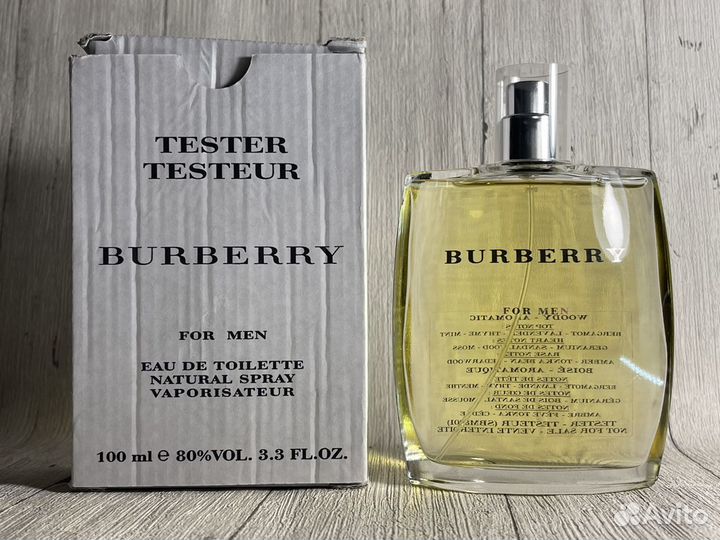 TESTER
TESTEUR
BURBERRY
FOR MEN
EAU DE TOILETTE
NATURAL SPRAY
VAPORISATEUR
100 ml e 80%VOL. 3.3 FL.OZ.
BURBERRY
FOR MEN
WOODY - AROMATIC
TOP NOTES
BERGAMOT - LAVENDER - THYME - MINT
HEART NOTES:
GERANIUM - SANDALWOOD - MOSS
BASE NOTES
AMBER - TONKA BEAN - CEDARWOOD
BOISÉ - AROMATIQUE
NOTES DE TÊTE
BERGAMOTE - LAVANDE - THYM - MENTHE
NOTES DE CŒUR
GÉRANIUM - BOIS DE SANTAL - MOUSSE
NOTES DE FOND:
AMBRE - FÈVE TONKA - CÈDRE
TESTER - TESTEUR
NOT FOR SALE - VENTE INTERDITE
Avito